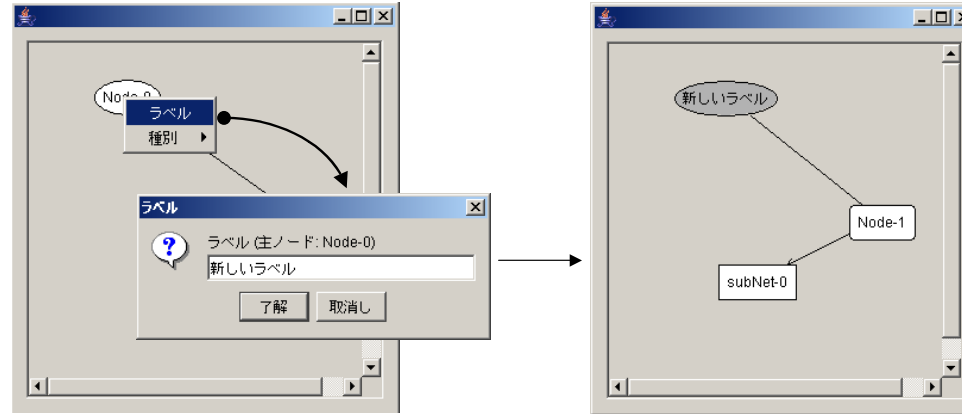 ラベル
種別
ラベル
ラベル (主ノード: Node-0)
新しいラベル
了解
取消し
新しいラベル
Node-1
subNet-0